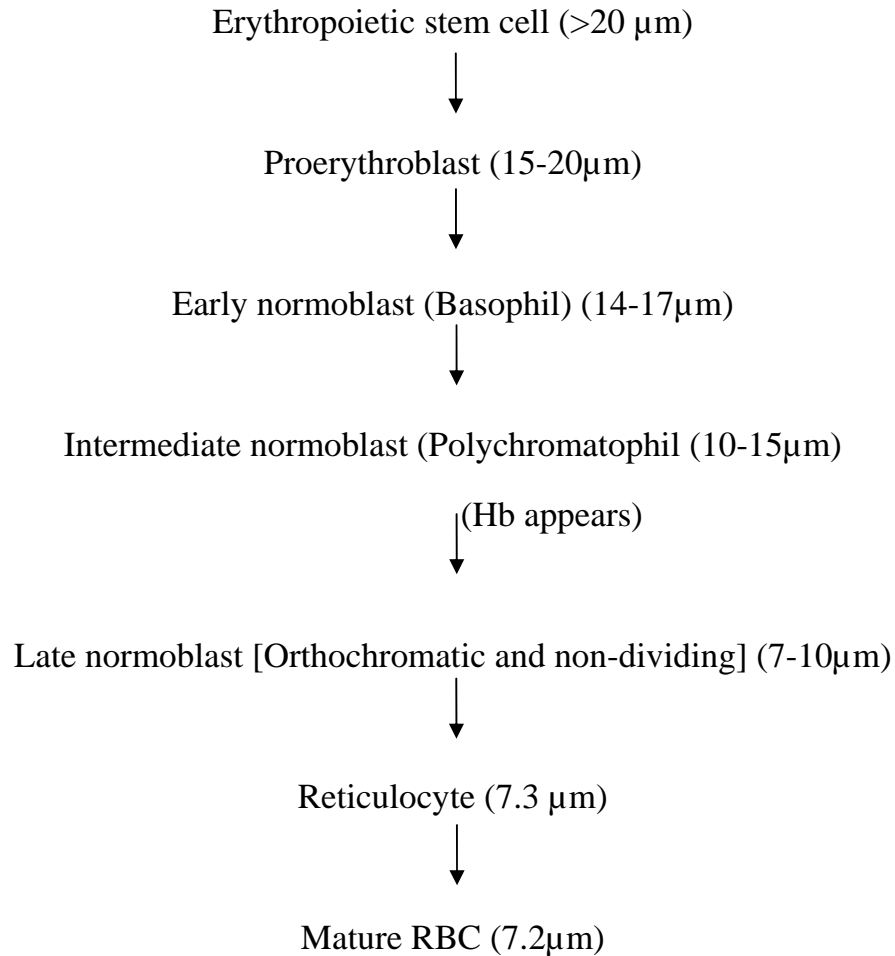 Erythropoietic stem cell (>20 µm)
Proerythroblast (15-20µm)
Early normoblast (Basophil) (14-17µm)
Intermediate normoblast (Polychromatophil (10-15µm)
(Hb appears)
Late normoblast [Orthochromatic and non-dividing] (7-10µm)
Reticulocyte (7.3 µm)
Mature RBC (7.2µm)